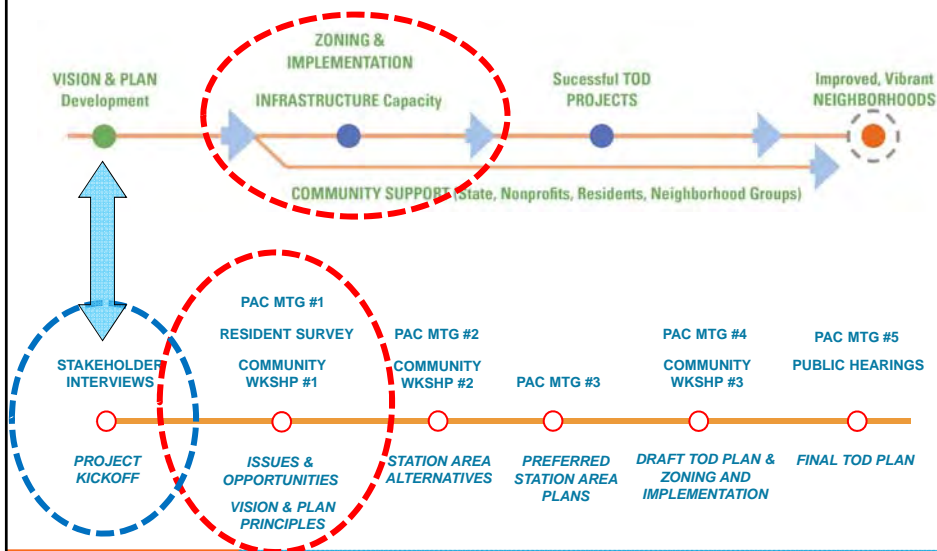 ZONING &
IMPLEMENTATION
VISION & PLAN
Development
INFRASTRUCTURE Capacity
Sucessful TOD
PROJECTS
Improved, Vibrant
NEIGHBORHOODS
COMMUNITY SUPPORT (State, Nonprofits, Residents, Neighborhood Groups)
STAKEHOLDER
INTERVIEWS
PAC MTG #1
RESIDENT SURVEY
COMMUNITY
WKSHP #1
PAC MTG #2
COMMUNITY
WKSHP #2
PAC MTG #3
PAC MTG #4
COMMUNITY
WKSHP #3
PAC MTG #5
PUBLIC HEARINGS
PROJECT
KICKOFF
ISSUES &
OPPORTUNITIES
VISION & PLAN
PRINCIPLES
STATION AREA
ALTERNATIVES
PREFERRED
STATION AREA
PLANS
DRAFT TOD PLAN &
ZONING AND
IMPLEMENTATION
FINAL TOD PLAN